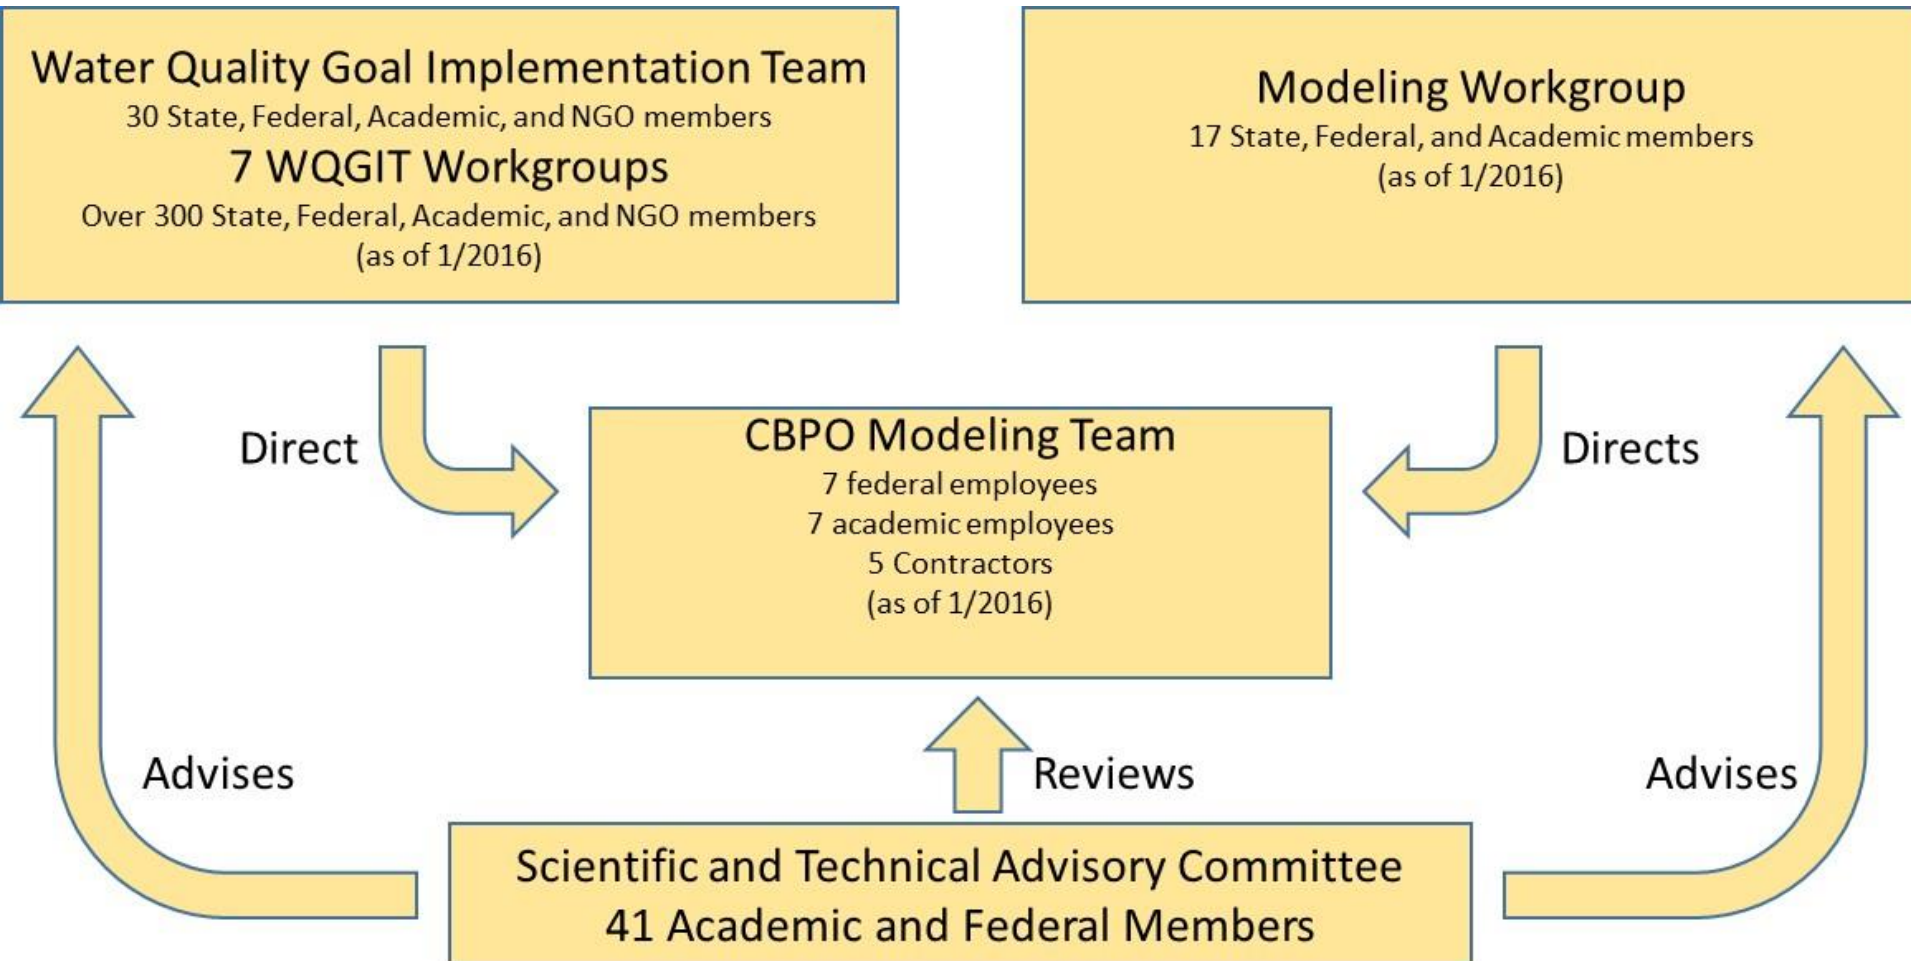 Water Quality Goal Implementation Team
30 State, Federal, Academic, and NGO members
7 WQGIT Workgroups
Over 300 State, Federal, Academic, and NGO members
(as of 1/2016)
Modeling Workgroup
17 State, Federal, and Academic members
(as of 1/2016)
Direct
Directs
CBPO Modeling Team
7 federal employees
7 academic employees
5 Contractors
(as of 1/2016)
Advises
Reviews
Advises
Scientific and Technical Advisory Committee
41 Academic and Federal Members